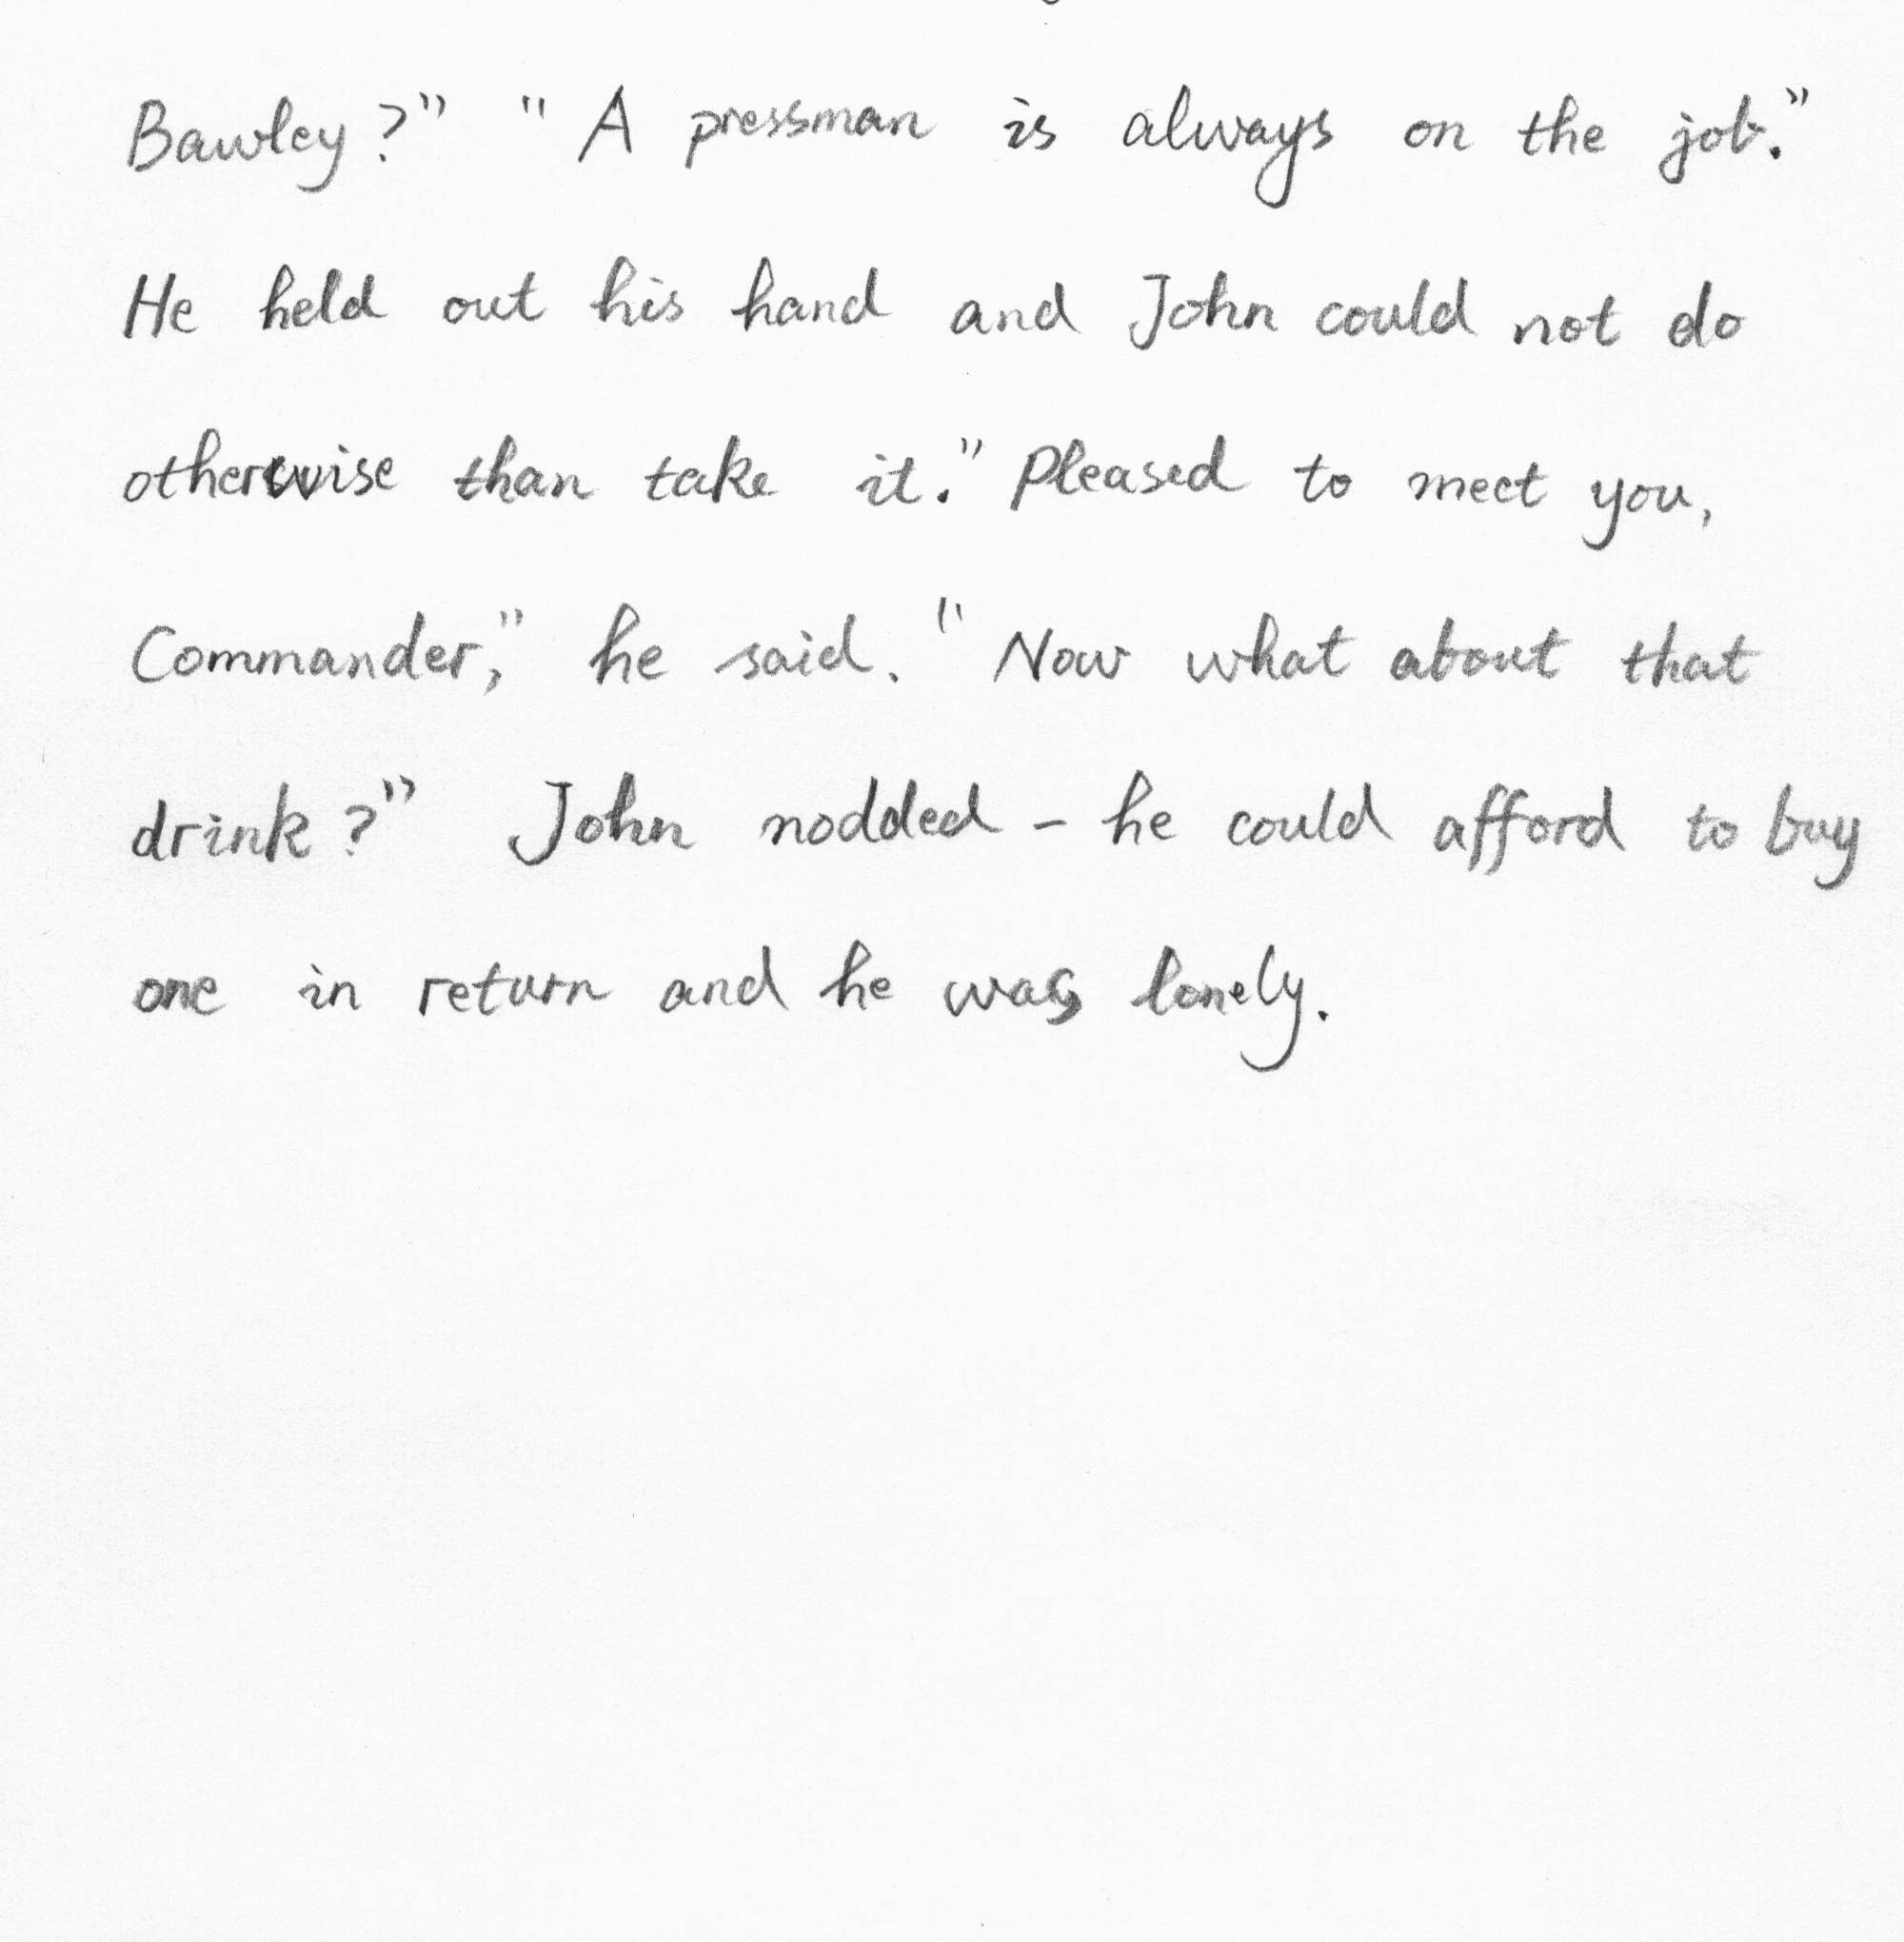 Bawley?" "A pressman is always on the job."
He held out his hand and John could not do
otherwise than take it." Pleased to meet you,
Commander," he said. "Now what about that
drink?" John nodded - he could afford to buy
one in return and he was lonely.